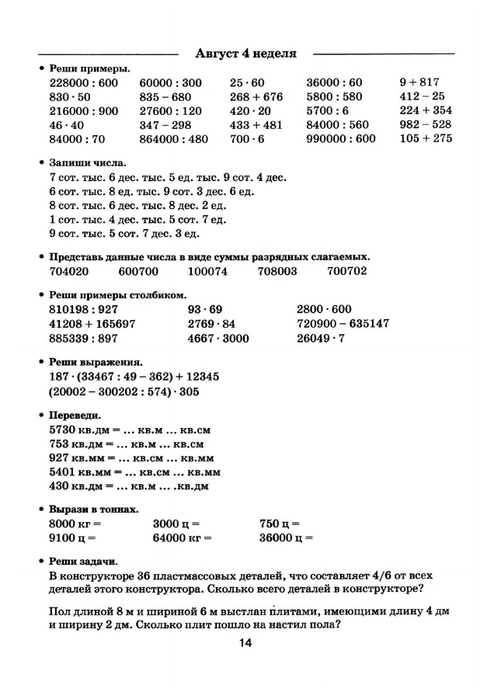 Август 4 неделя
• Реши примеры.
228000 : 600 60000 : 300 25 · 60 36000 : 60 9 + 817
830 · 50 835 – 680 268 + 676 5800 : 580 412 – 25
216000 : 900 27600 : 120 420 · 20 5700 : 6 224 + 354
46 · 40 347 – 298 433 + 481 84000 : 560 982 – 528
84000 : 70 864000 : 480 700 · 6 990000 : 600 105 + 275
• Запиши числа.
7 сот. тыс. 6 дес. тыс. 5 ед. тыс. 9 сот. 4 дес.
6 сот. тыс. 8 ед. тыс. 9 сот. 3 дес. 6 ед.
8 сот. тыс. 6 дес. тыс. 8 дес. 2 ед.
1 сот. тыс. 4 дес. тыс. 5 сот. 7 ед.
9 сот. тыс. 5 сот. 7 дес. 3 ед.
• Представь данные числа в виде суммы разрядных слагаемых.
704020 600700 100074 708003 700702
• Реши примеры столбиком.
810198 : 927 93 · 69 2800 · 600
41208 + 165697 2769 · 84 720900 – 635147
885339 : 897 4667 · 3000 26049 · 7
• Реши выражения.
187 · (33467 : 49 – 362) + 12345
(20002 – 300202 : 574) · 305
• Переведи.
5730 кв.дм = ... кв.м ... кв.см
753 кв.дм = ... кв.м ... кв.см
927 кв.мм = ... кв.см ... кв.мм
5401 кв.мм = ... кв.см ... кв.мм
430 кв.дм = ... кв.м ... .кв.дм
• Вырази в тоннах.
8000 кг = 3000 ц = 750 ц =
9100 ц = 64000 кг = 36000 ц =
• Реши задачи.
В конструкторе 36 пластмассовых деталей, что составляет 4/6 от всех
деталей этого конструктора. Сколько всего деталей в конструкторе?
Пол длиной 8 м и шириной 6 м выстлан плитами, имеющими длину 4 дм
и ширину 2 дм. Сколько плит пошло на настил пола?
14